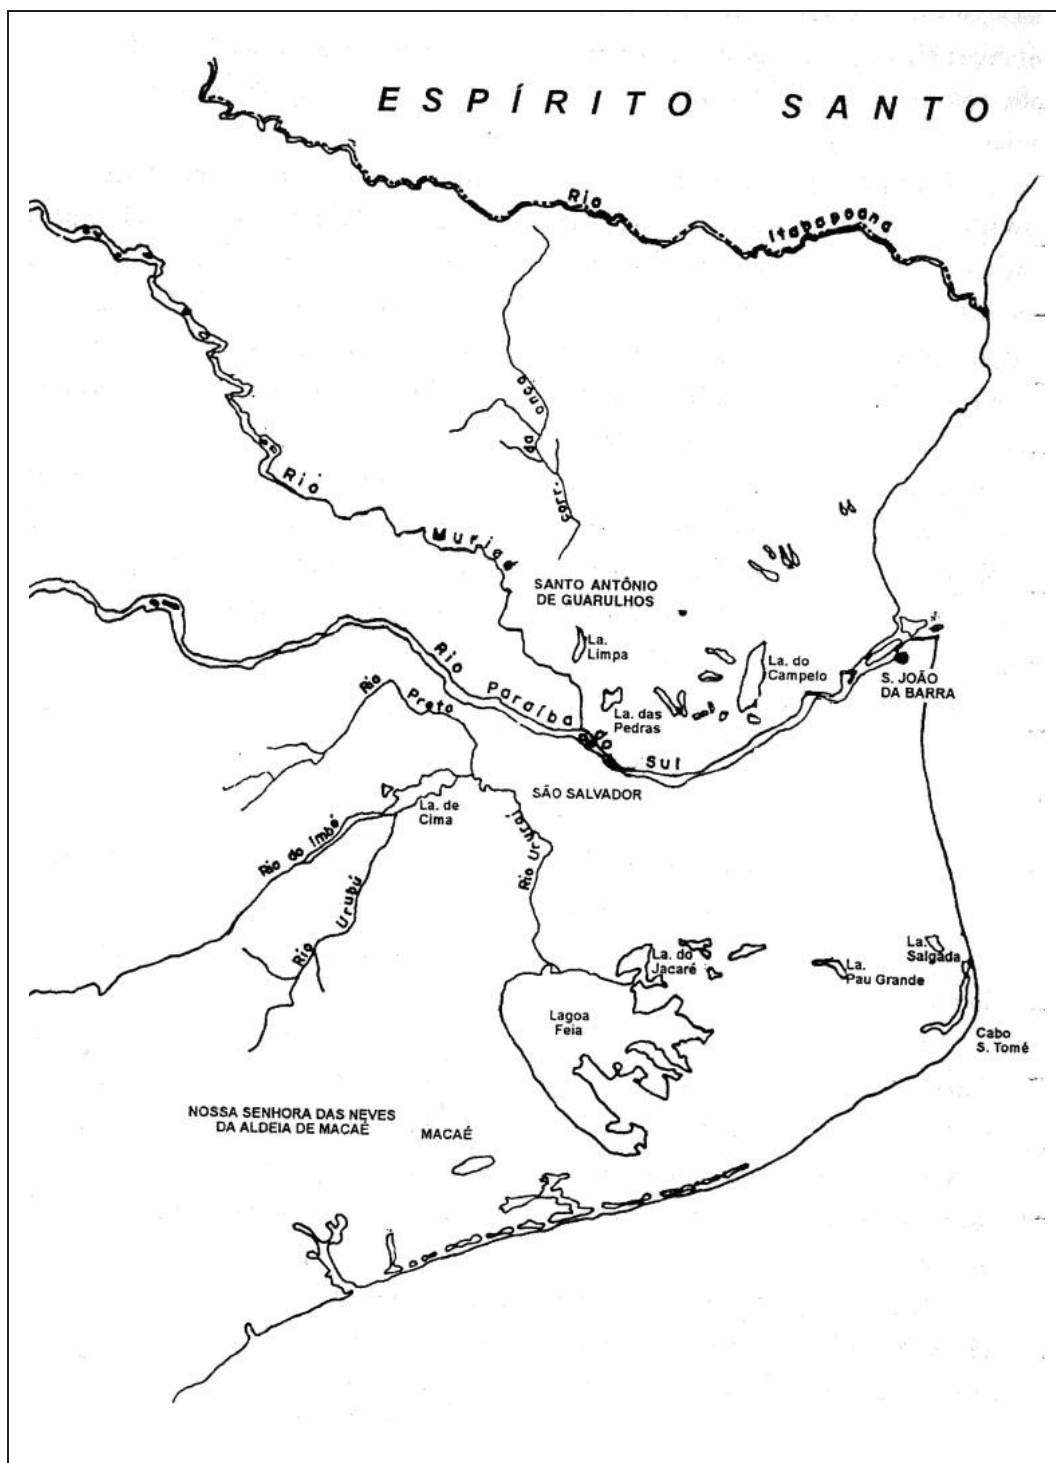 ESPÍRITO SANTO
Rio Itabapoana
corr. da onça
Rio Muriaé
SANTO ANTÔNIO
DE GUARULHOS
La.
Limpa
La. do
Campelo
S. JOÃO
DA BARRA
La. das
Pedras
Rio Paraíba do Sul
Rio Preto
SÃO SALVADOR
La. de
Cima
Rio do Imbé
Rio Ururaí
Rio Urubú
La. do
Jacaré
La.
Salgada
La.
Pau Grande
Lagoa
Feia
Cabo
S. Tomé
NOSSA SENHORA DAS NEVES
DA ALDEIA DE MACAÉ
MACAÉ